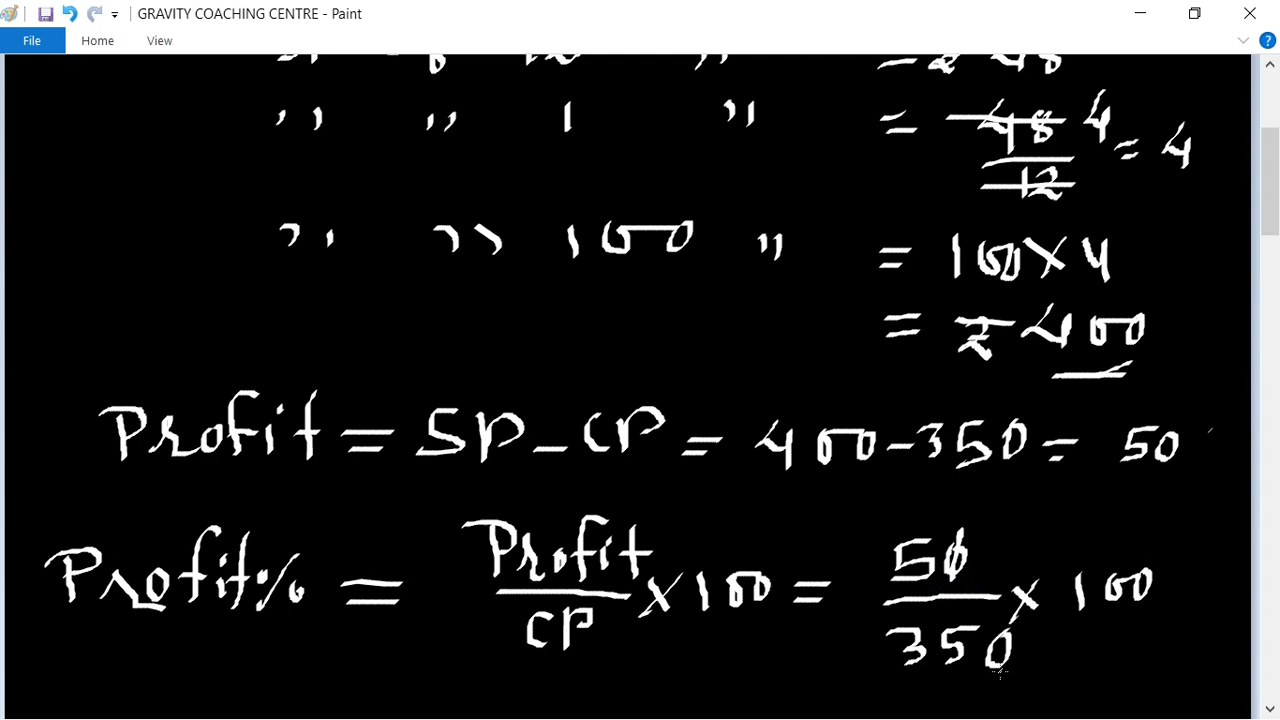 GRAVITY COACHING CENTRE - Paint
File Home View
,, ,, 1 ,, = 48/12 4 = 4
,, ,, 100 ,, = 100 × 4
= ₹ 400
Profit = SP - CP = 400 - 350 = 50
Profit% = Profit/CP × 100 = 50/350 × 100